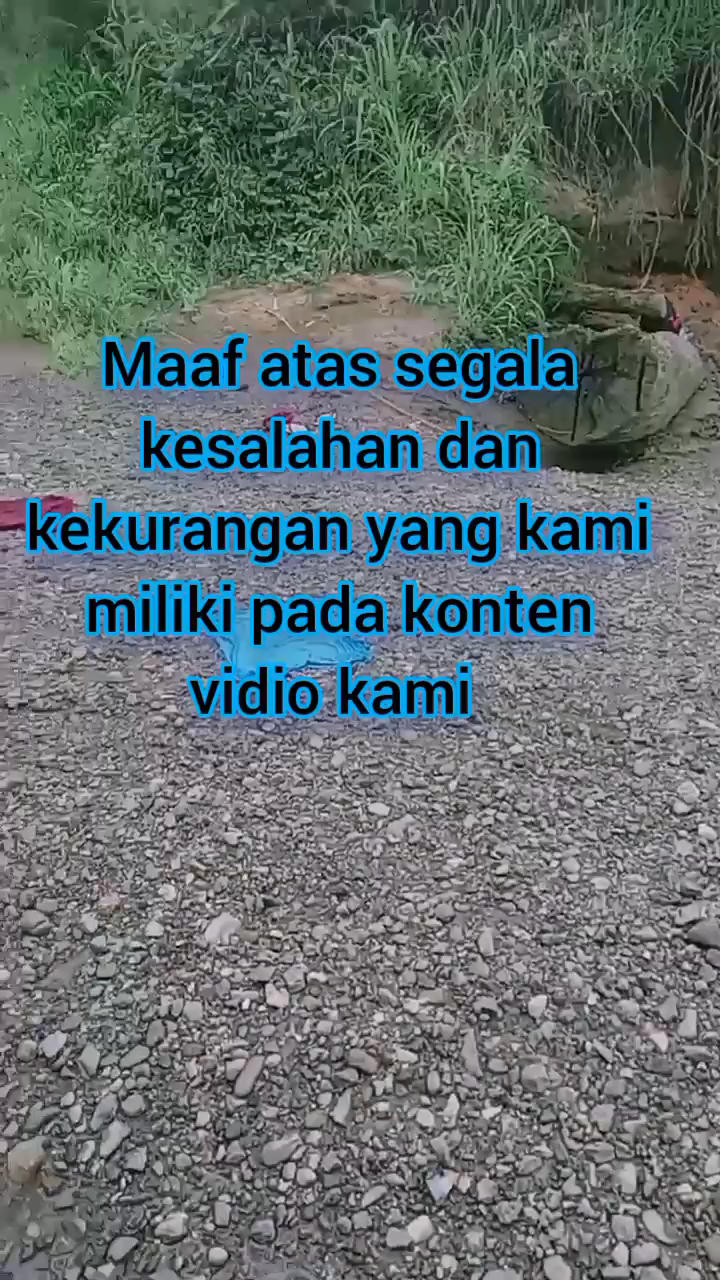 Maaf atas segala
kesalahan dan
kekurangan yang kami
miliki pada konten
vidio kami